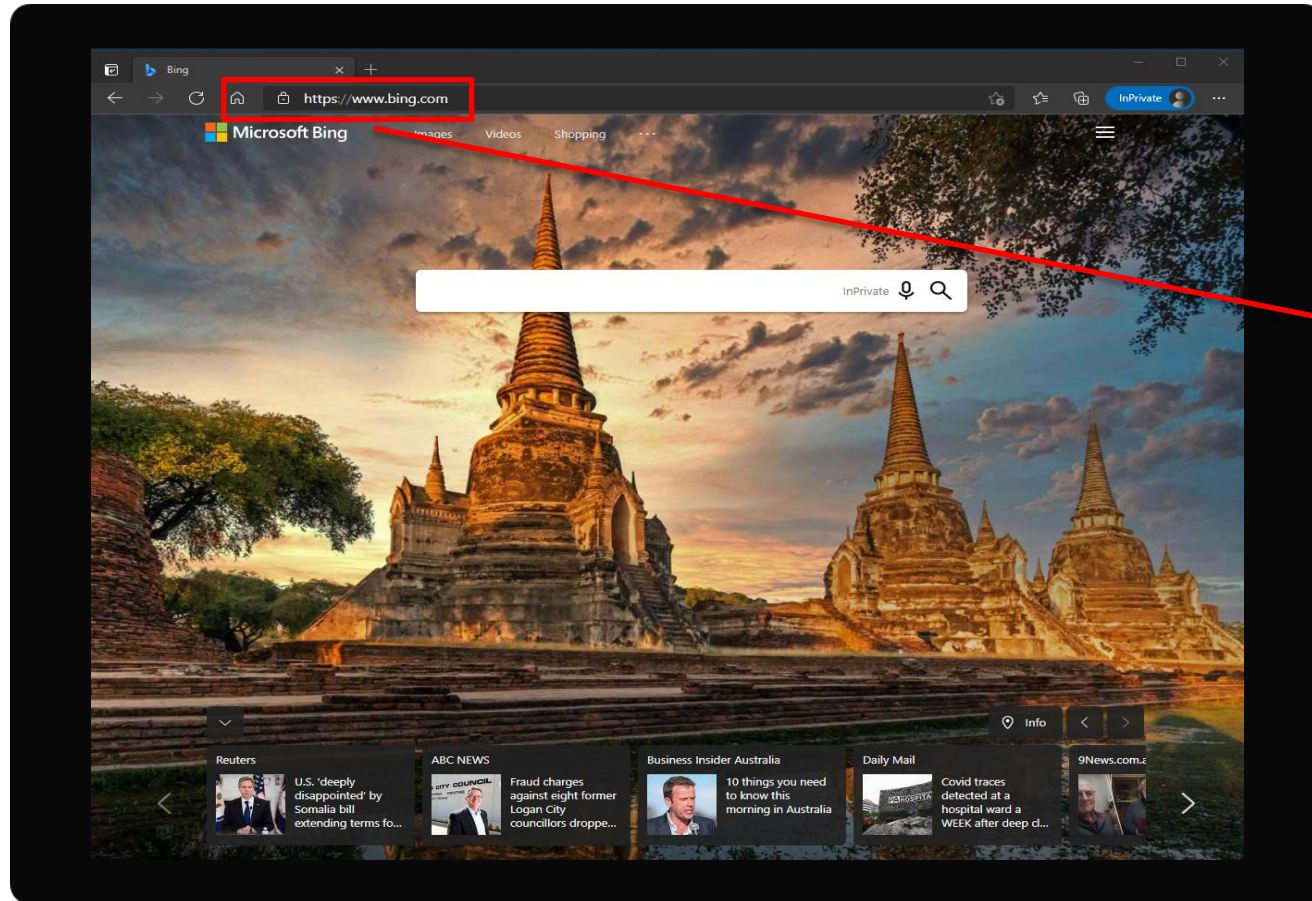 Bing
https://www.bing.com
InPrivate
Microsoft Bing
Images Videos Shopping
InPrivate
Info
Reuters
U.S. 'deeply
disappointed' by
Somalia bill
extending terms fo...
ABC NEWS
CITY COUNCIL
CENTRE
Fraud charges
against eight former
Logan City
councillors droppe...
Business Insider Australia
10 things you need
to know this
morning in Australia
Daily Mail
HOSPITA
Covid traces
detected at a
hospital ward a
WEEK after deep cl...
9News.com.a